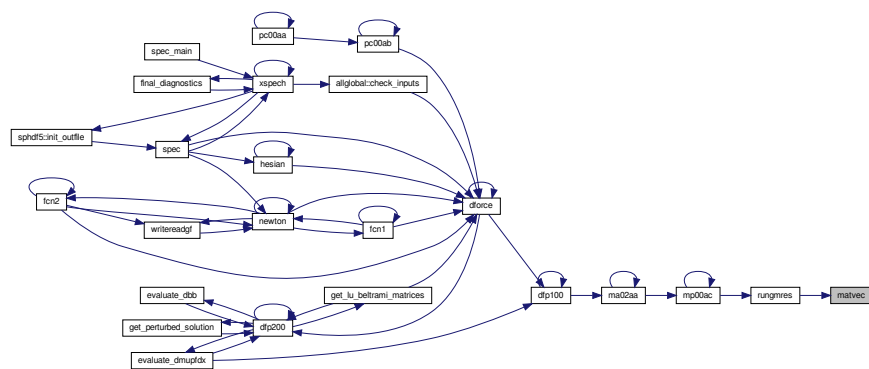 pc00aa
pc00ab
spec_main
final_diagnostics
xspech
allglobal::check_inputs
sphdf5::init_outfile
spec
hesian
fcn2
dforce
newton
writereadgf
fcn1
evaluate_dbb
get_lu_beltrami_matrices
dfp100
ma02aa
mp00ac
rungmres
matvec
get_perturbed_solution
dfp200
evaluate_dmupfdx